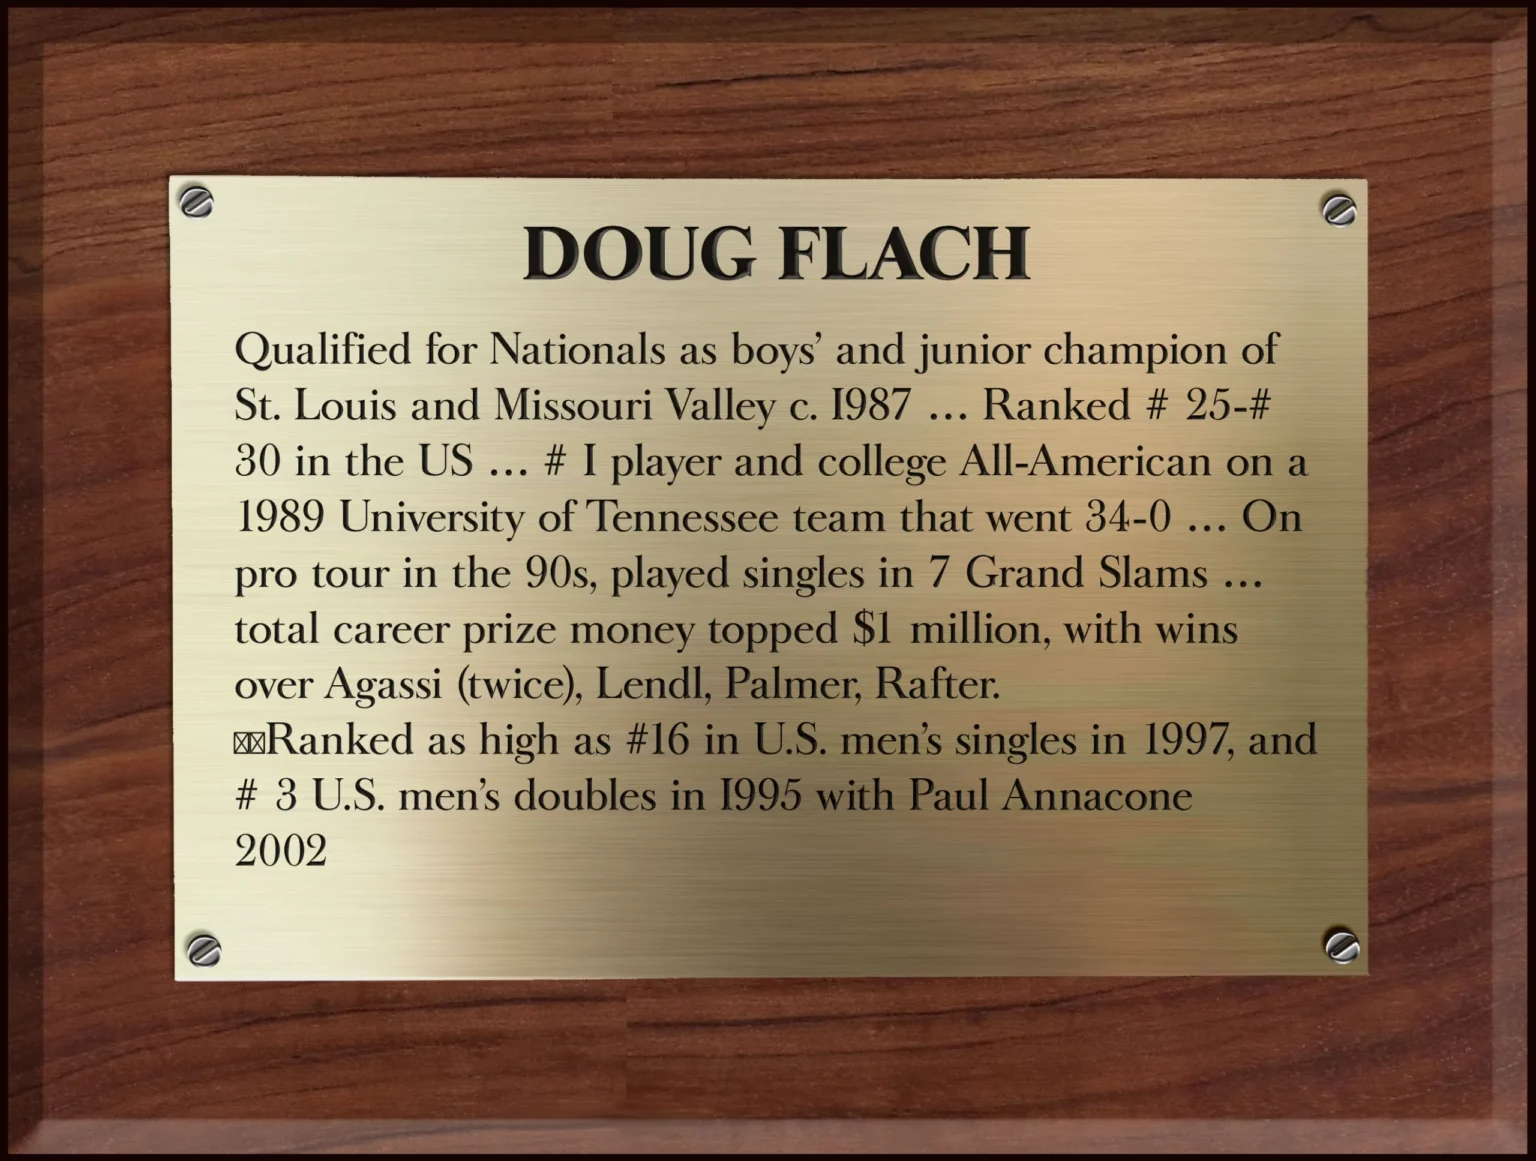 DOUG FLACH
Qualified for Nationals as boys’ and junior champion of
St. Louis and Missouri Valley c. I987 … Ranked # 25-#
30 in the US … # I player and college All-American on a
1989 University of Tennessee team that went 34-0 … On
pro tour in the 90s, played singles in 7 Grand Slams …
total career prize money topped $1 million, with wins
over Agassi (twice), Lendl, Palmer, Rafter.
Ranked as high as #16 in U.S. men’s singles in 1997, and
# 3 U.S. men’s doubles in I995 with Paul Annacone
2002